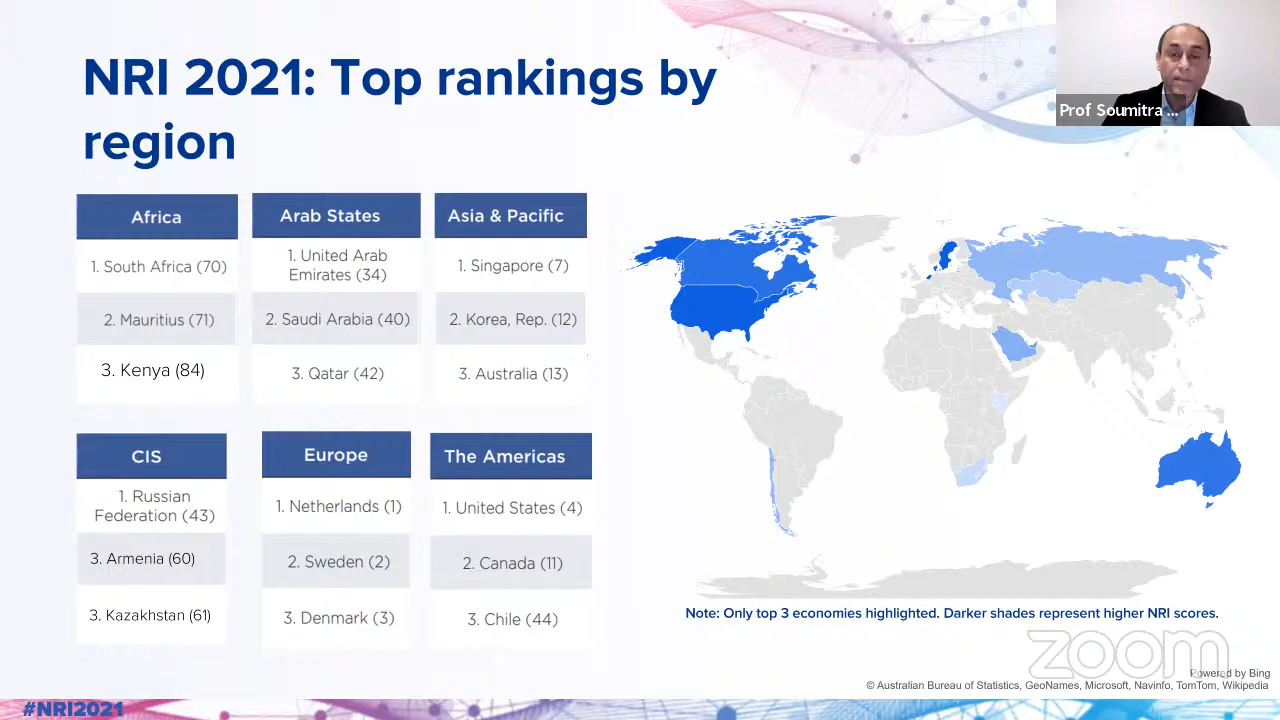 NRI 2021: Top rankings by
region
Prof Soumitra ...
Africa
1. South Africa (70)
2. Mauritius (71)
3. Kenya (84)
Arab States
1. United Arab
Emirates (34)
2. Saudi Arabia (40)
3. Qatar (42)
Asia & Pacific
1. Singapore (7)
2. Korea, Rep. (12)
3. Australia (13)
CIS
1. Russian
Federation (43)
3. Armenia (60)
3. Kazakhstan (61)
Europe
1. Netherlands (1)
2. Sweden (2)
3. Denmark (3)
The Americas
1. United States (4)
2. Canada (11)
3. Chile (44)
Note: Only top 3 economies highlighted. Darker shades represent higher NRI scores.
zoom
Powered by Bing
© Australian Bureau of Statistics, GeoNames, Microsoft, Navinfo, TomTom, Wikipedia
#NRI2021